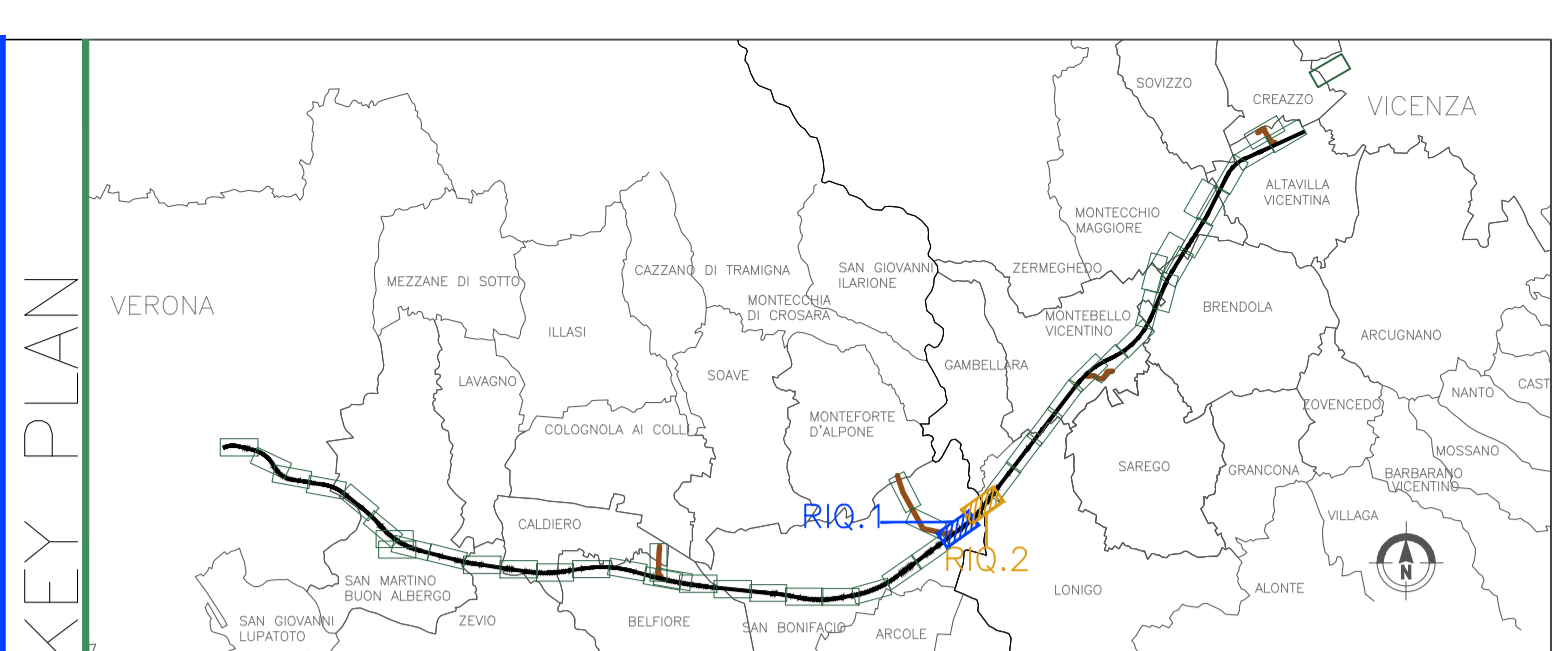 KEY PLAN
SOVIZZO
CREAZZO
VICENZA
ALTAVILLA
VICENTINA
MONTECCHIO
MAGGIORE
MEZZANE DI SOTTO
CAZZANO DI TRAMIGNA
SAN GIOVANNI
ILARIONE
ZERMEGHEDO
VERONA
MONTECCHIA
DI CROSARA
MONTEBELLO
VICENTINO
BRENDOLA
ILLASI
ARCUGNANO
LAVAGNO
SOAVE
GAMBELLARA
NANTO
CAST
ZOVENCEDO
COLOGNOLA AI COLLI
MONTEFORTE
D'ALPONE
MOSSANO
SAREGO
GRANCONA
BARBARANO
VICENTINO
CALDIERO
RIQ.1
VILLAGA
RIQ.2
N
SAN MARTINO
BUON ALBERGO
LONIGO
ALONTE
SAN GIOVANNI
LUPATOTO
ZEVIO
BELFIORE
SAN BONIFACIO
ARCOLE